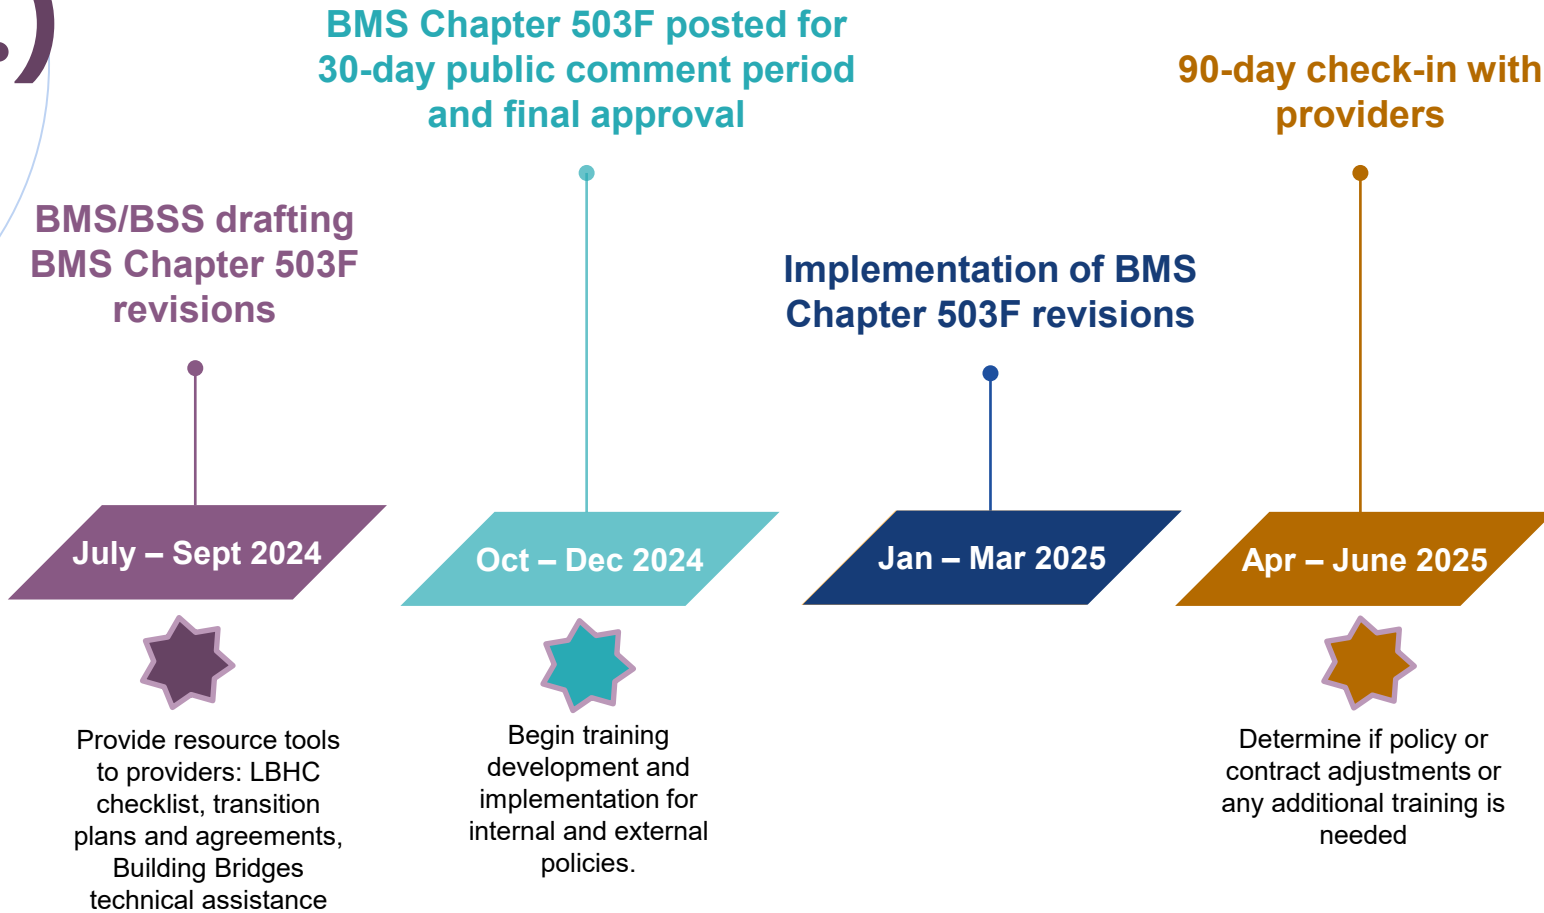 .)
BMS Chapter 503F posted for
30-day public comment period
and final approval
90-day check-in with
providers
BMS/BSS drafting
BMS Chapter 503F
revisions
Implementation of BMS
Chapter 503F revisions
July – Sept 2024
Oct – Dec 2024
Jan – Mar 2025
Apr – June 2025
Provide resource tools
to providers: LBHC
checklist, transition
plans and agreements,
Building Bridges
technical assistance
Begin training
development and
implementation for
internal and external
policies.
Determine if policy or
contract adjustments or
any additional training is
needed